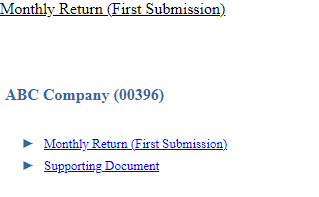 Monthly Return (First Submission)
ABC Company (00396)
► Monthly Return (First Submission)
► Supporting Document